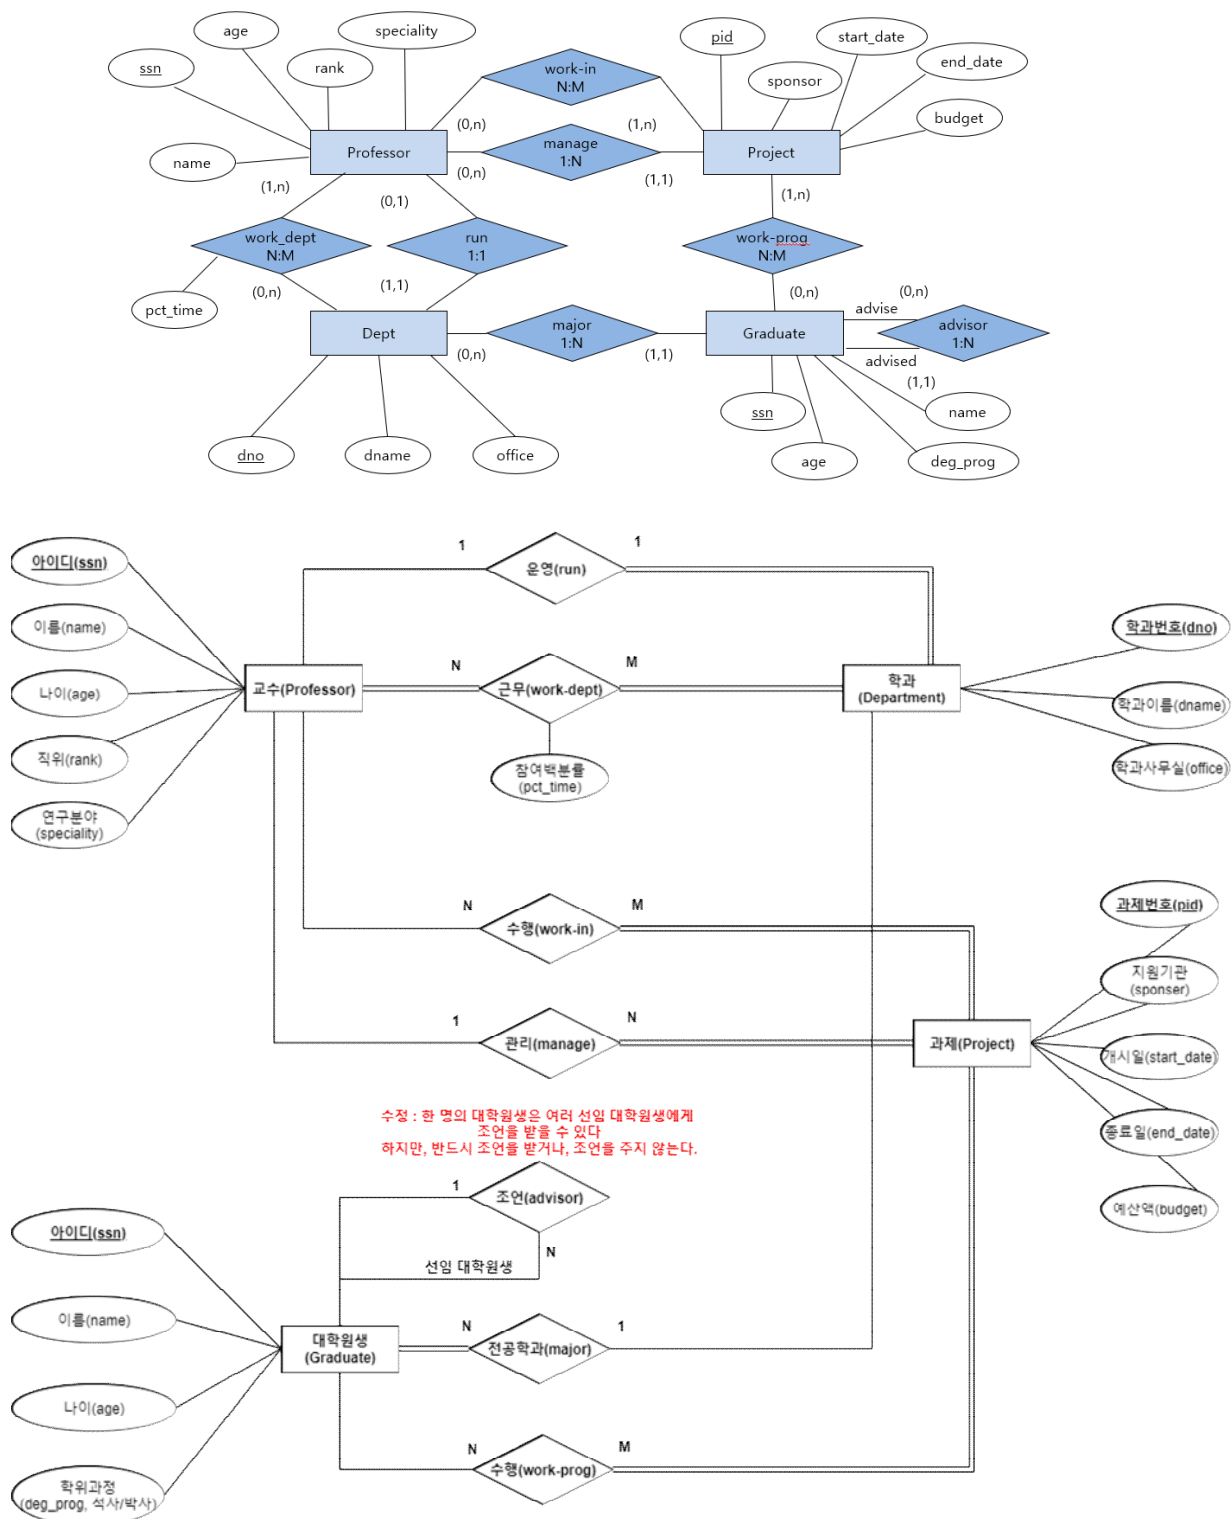 age
speciality
pid
start_date
ssn
rank
work-in
N:M
sponsor
end_date
budget
(0,n)
(1,n)
Professor
manage
1:N
Project
name
(0,n)
(1,1)
(1,n)
(0,1)
(1,n)
work_dept
N:M
run
1:1
work-prog
N:M
(0,n)
(1,1)
(0,n)
(0,n)
pct_time
advise
Dept
major
1:N
Graduate
advisor
1:N
(0,n)
(1,1)
advised
(1,1)
ssn
name
dno
dname
office
age
deg_prog
1
운영(run)
1
아이디(ssn)
이름(name)
나이(age)
직위(rank)
연구분야
(speciality)
교수(Professor)
N
근무(work-dept)
M
참여백분률
(pct_time)
학과
(Department)
학과번호(dno)
학과이름(dname)
학과사무실(office)
N
수행(work-in)
M
1
관리(manage)
N
과제(Project)
과제번호(pid)
지원기관
(sponser)
개시일(start_date)
종료일(end_date)
예산액(budget)
수정 : 한 명의 대학원생은 여러 선임 대학원생에게
조언을 받을 수 있다
하지만, 반드시 조언을 받거나, 조언을 주지 않는다.
1
조언(advisor)
N
선임 대학원생
아이디(ssn)
이름(name)
나이(age)
학위과정
(deg_prog, 석사/박사)
대학원생
(Graduate)
N
전공학과(major)
1
N
수행(work-prog)
M